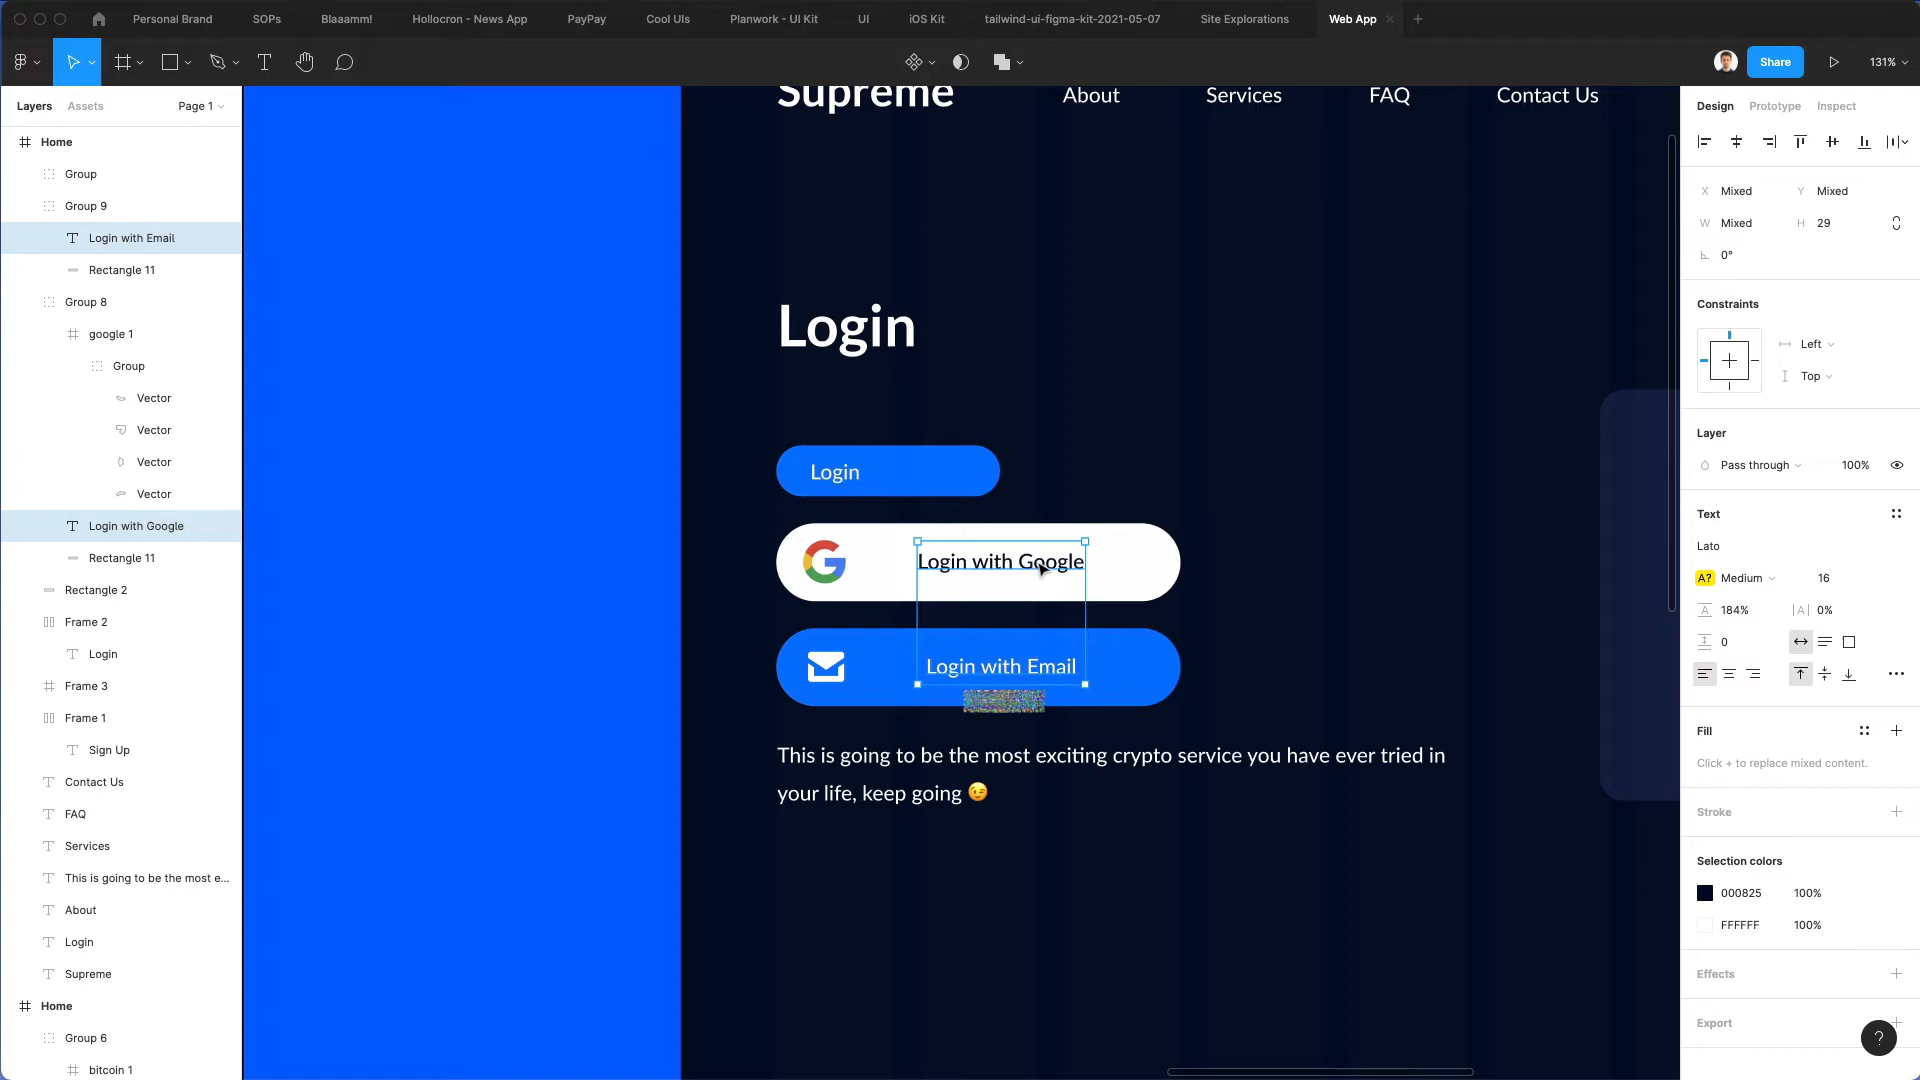 Personal Brand
SOPs
Blaaamm!
Hollocron - News App
PayPay
Cool UIs
Planwork - UI Kit
UI
iOS Kit
tailwind-ui-figma-kit-2021-05-07
Site Explorations
Web App
Share
131%
Layers
Assets
Page 1
Home
Group
Group 9
Login with Email
Rectangle 11
Group 8
google 1
Group
Vector
Vector
Vector
Vector
Login with Google
Rectangle 11
Rectangle 2
Frame 2
Login
Frame 3
Frame 1
Sign Up
Contact Us
FAQ
Services
This is going to be the most e...
About
Login
Supreme
Home
Group 6
bitcoin 1
Supreme
About
Services
FAQ
Contact Us
Login
Login
Login with Google
Login with Email
This is going to be the most exciting crypto service you have ever tried in
your life, keep going 😉
Design
Prototype
Inspect
X Mixed
Y Mixed
W Mixed
H 29
0°
Constraints
Left
Top
Layer
Pass through
100%
Text
Lato
A? Medium
16
A 184%
|A| 0%
0
Fill
Click + to replace mixed content.
Stroke
Selection colors
000825
100%
FFFFFF
100%
Effects
Export
?